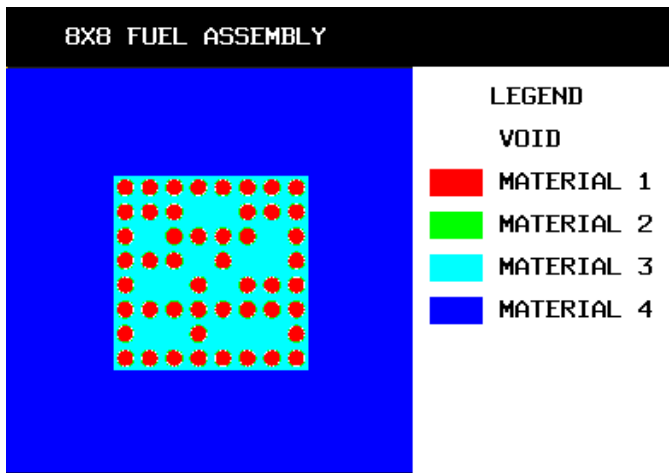 8X8 FUEL ASSEMBLY
LEGEND
VOID
MATERIAL 1
MATERIAL 2
MATERIAL 3
MATERIAL 4